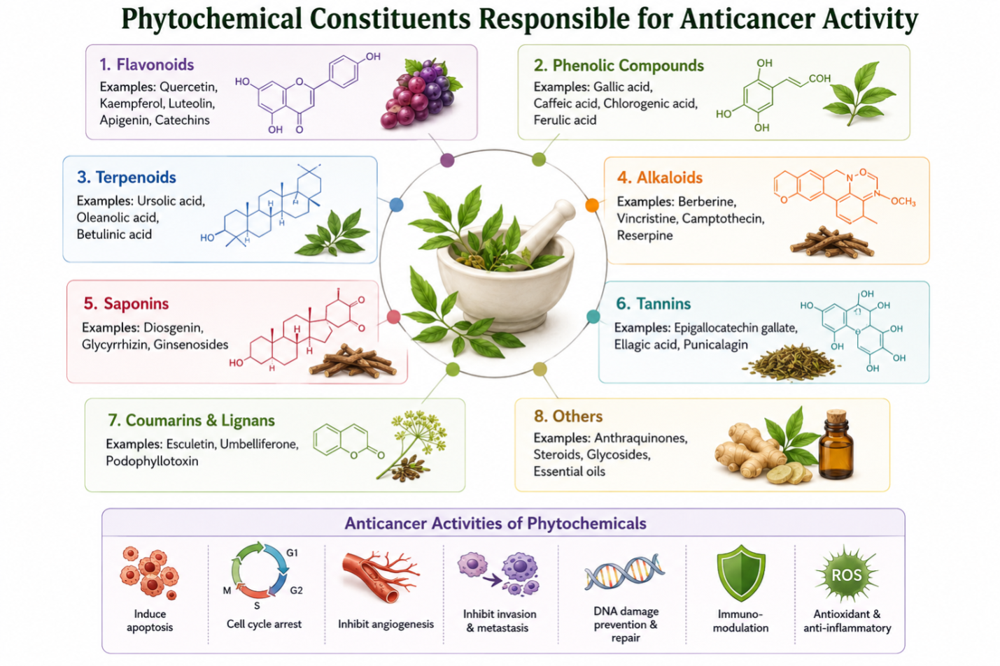 Phytochemical Constituents Responsible for Anticancer Activity
1. Flavonoids
Examples: Quercetin,
Kaempferol, Luteolin,
Apigenin, Catechins
HO
O
OH
OH
O
2. Phenolic Compounds
Examples: Gallic acid,
Caffeic acid, Chlorogenic acid,
Ferulic acid
OH
COH
HO
OH
3. Terpenoids
Examples: Ursolic acid,
Oleanolic acid,
Betulinic acid
H
H
HO
H
4. Alkaloids
Examples: Berberine,
Vincristine, Camptothecin,
Reserpine
O
N
O
N
OCH₃
5. Saponins
Examples: Diosgenin,
Glycyrrhizin, Ginsenosides
O
O
H
H
HO
H
6. Tannins
Examples: Epigallocatechin gallate,
Ellagic acid, Punicalagin
OH
HO
OH
OH
OH
OH
OH
7. Coumarins & Lignans
Examples: Esculetin, Umbelliferone,
Podophyllotoxin
O
O
8. Others
Examples: Anthraquinones,
Steroids, Glycosides,
Essential oils
Anticancer Activities of Phytochemicals
Induce
apoptosis
G1
G2
S
M
Cell cycle arrest
Inhibit angiogenesis
Inhibit invasion
& metastasis
DNA damage
prevention &
repair
Immuno-
modulation
ROS
Antioxidant &
anti-inflammatory